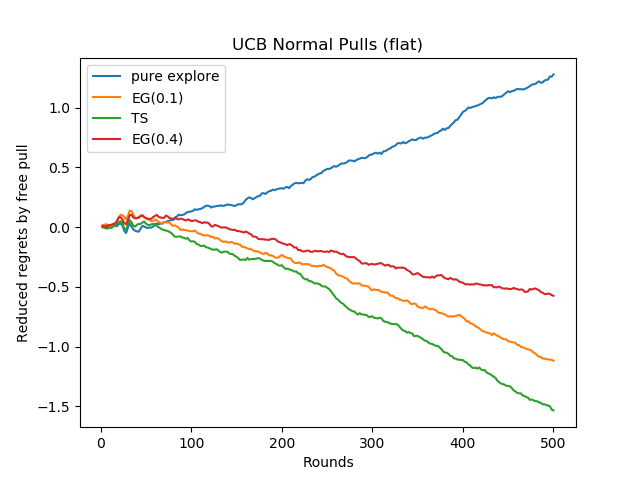 UCB Normal Pulls (flat)
pure explore
EG(0.1)
TS
EG(0.4)
Reduced regrets by free pull
1.0
0.5
0.0
−0.5
−1.0
−1.5
0 100 200 300 400 500
Rounds